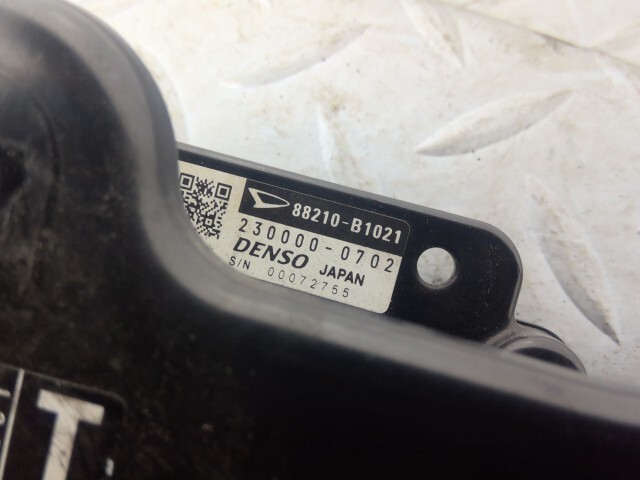 88210-B1021
230000-0702
DENSO JAPAN
S/N 00072755
T